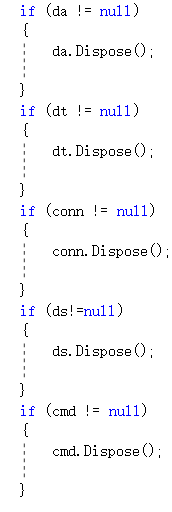 if (da != null)
{
da.Dispose();
}
if (dt != null)
{
dt.Dispose();
}
if (conn != null)
{
conn.Dispose();
}
if (ds!=null)
{
ds.Dispose();
}
if (cmd != null)
{
cmd.Dispose();
}